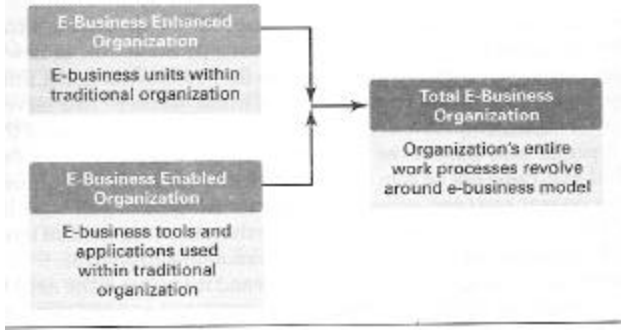 E-Business Enhanced
Organization
E-business units within
traditional organization
E-Business Enabled
Organization
E-business tools and
applications used
within traditional
organization
Total E-Business
Organization
Organization's entire
work processes revolve
around e-business model